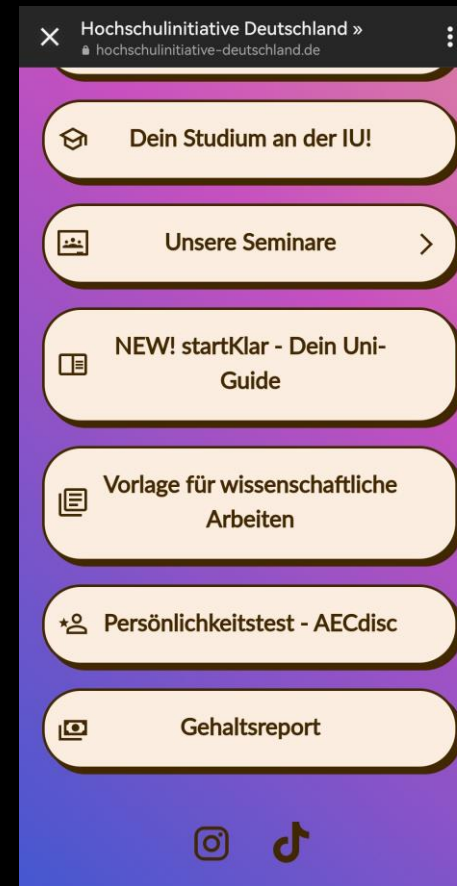 Hochschulinitiative Deutschland »
hochschulinitiative-deutschland.de
Dein Studium an der IU!
Unsere Seminare
NEW! startKlar - Dein Uni-
Guide
Vorlage für wissenschaftliche
Arbeiten
Persönlichkeitstest - AECdisc
Gehaltsreport